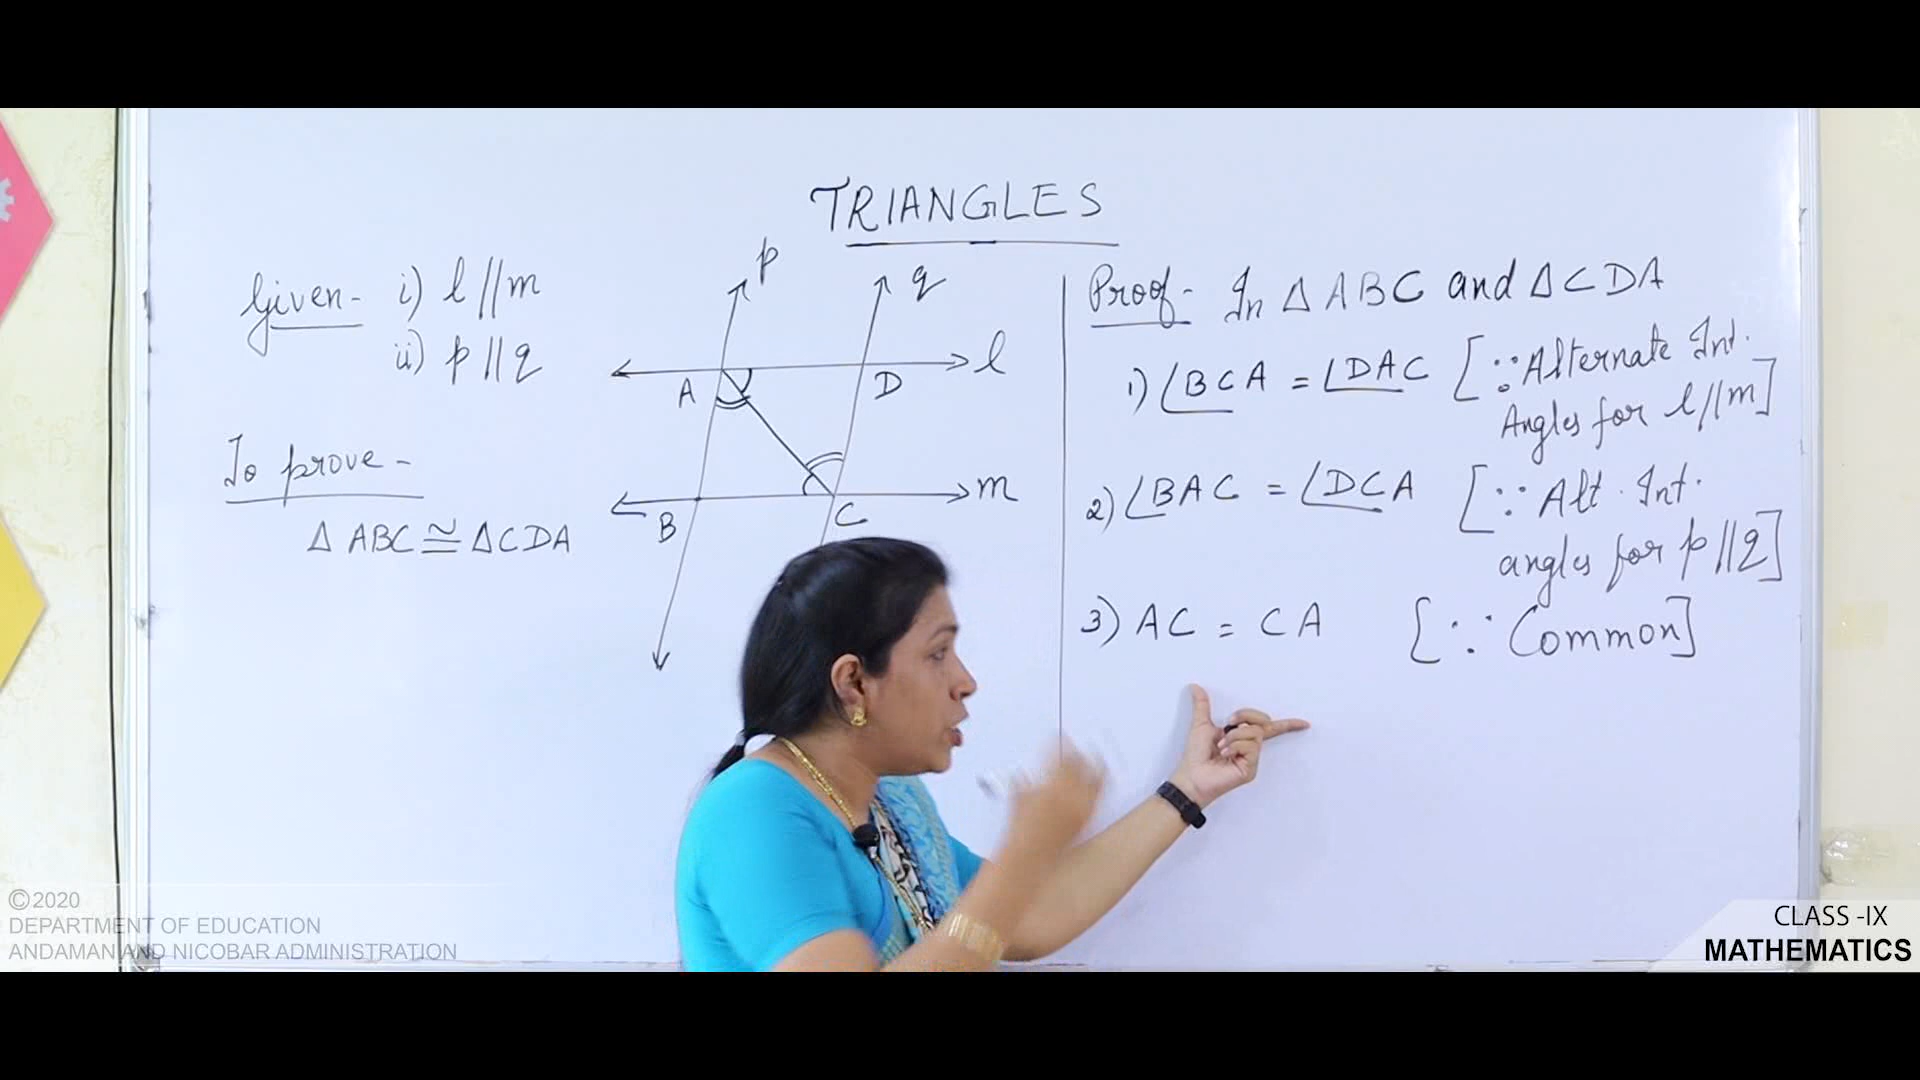 TRIANGLES
Given- i) l//m
ii) p//q
To prove-
Δ ABC ≅ Δ CDA
p
q
l
A
D
m
B
C
Proof- In Δ ABC and Δ CDA
1) ∠BCA = ∠DAC [∵ Alternate Int.
Angles for l//m]
2) ∠BAC = ∠DCA [∵ Alt. Int.
angles for p//q]
3) AC = CA [∵ Common]
©2020
DEPARTMENT OF EDUCATION
ANDAMAN AND NICOBAR ADMINISTRATION
CLASS -IX
MATHEMATICS